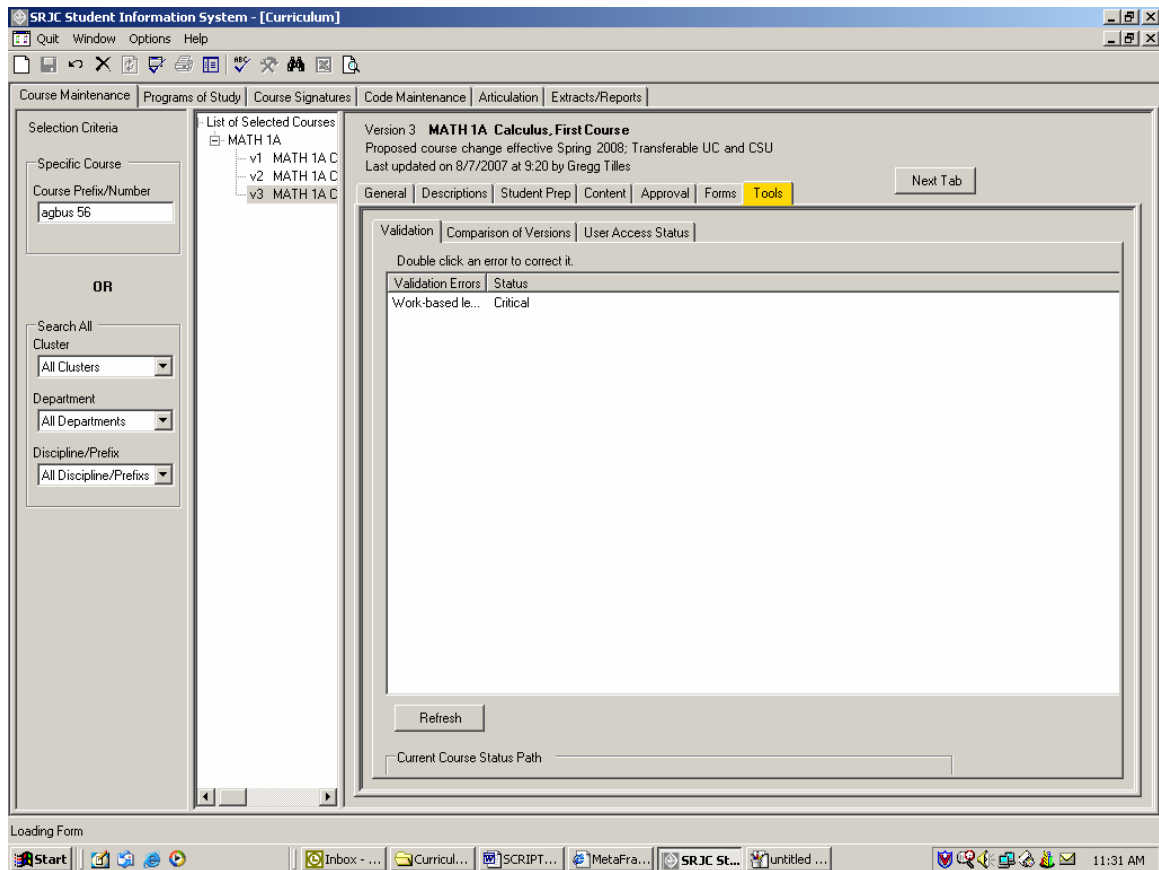 SRJC Student Information System - [Curriculum]
Quit Window Options Help
Course Maintenance Programs of Study Course Signatures Code Maintenance Articulation Extracts/Reports
Selection Criteria
Specific Course
Course Prefix/Number
agbus 56
OR
Search All
Cluster
All Clusters
Department
All Departments
Discipline/Prefix
All Discipline/Prefixs
List of Selected Courses
MATH 1A
v1 MATH 1A C
v2 MATH 1A C
v3 MATH 1A C
Version 3 MATH 1A Calculus, First Course
Proposed course change effective Spring 2008; Transferable UC and CSU
Last updated on 8/7/2007 at 9:20 by Gregg Tilles
Next Tab
General Descriptions Student Prep Content Approval Forms Tools
Validation Comparison of Versions User Access Status
Double click an error to correct it.
Validation Errors Status
Work-based le... Critical
Refresh
Current Course Status Path
Loading Form
Start Inbox - ... Curricul... SCRIPT... MetaFra... SRJC St... untitled ... 11:31 AM